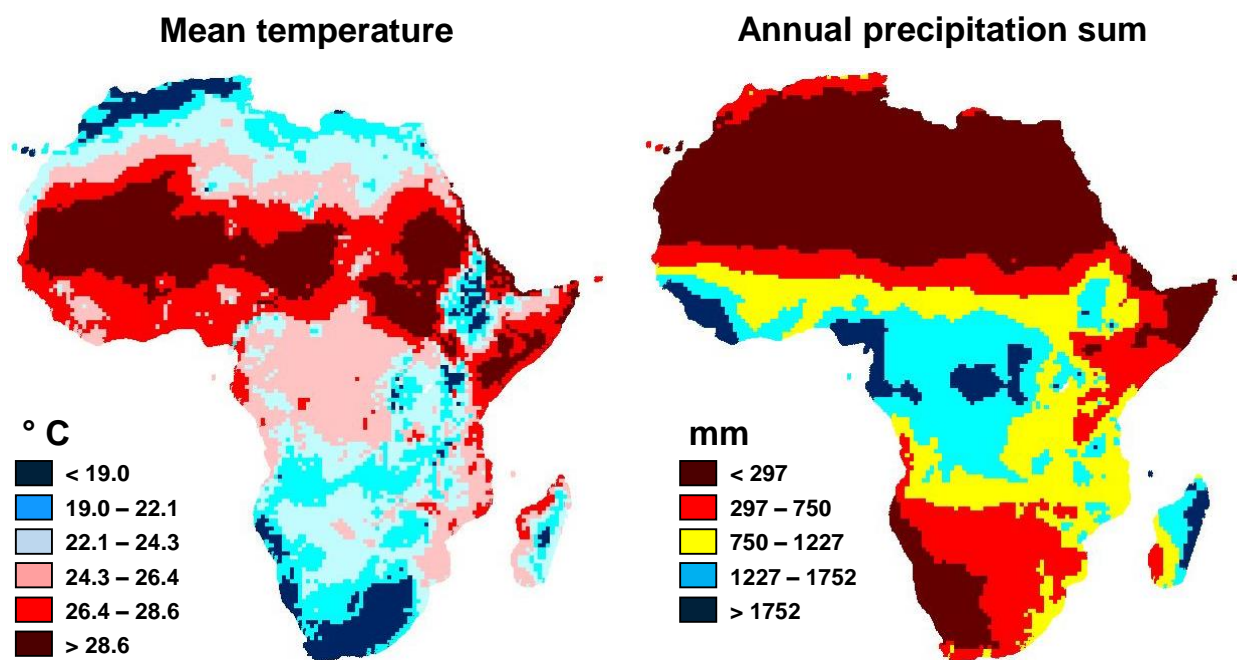 Mean temperature
Annual precipitation sum
° C
< 19.0
19.0 – 22.1
22.1 – 24.3
24.3 – 26.4
26.4 – 28.6
> 28.6
mm
< 297
297 – 750
750 – 1227
1227 – 1752
> 1752